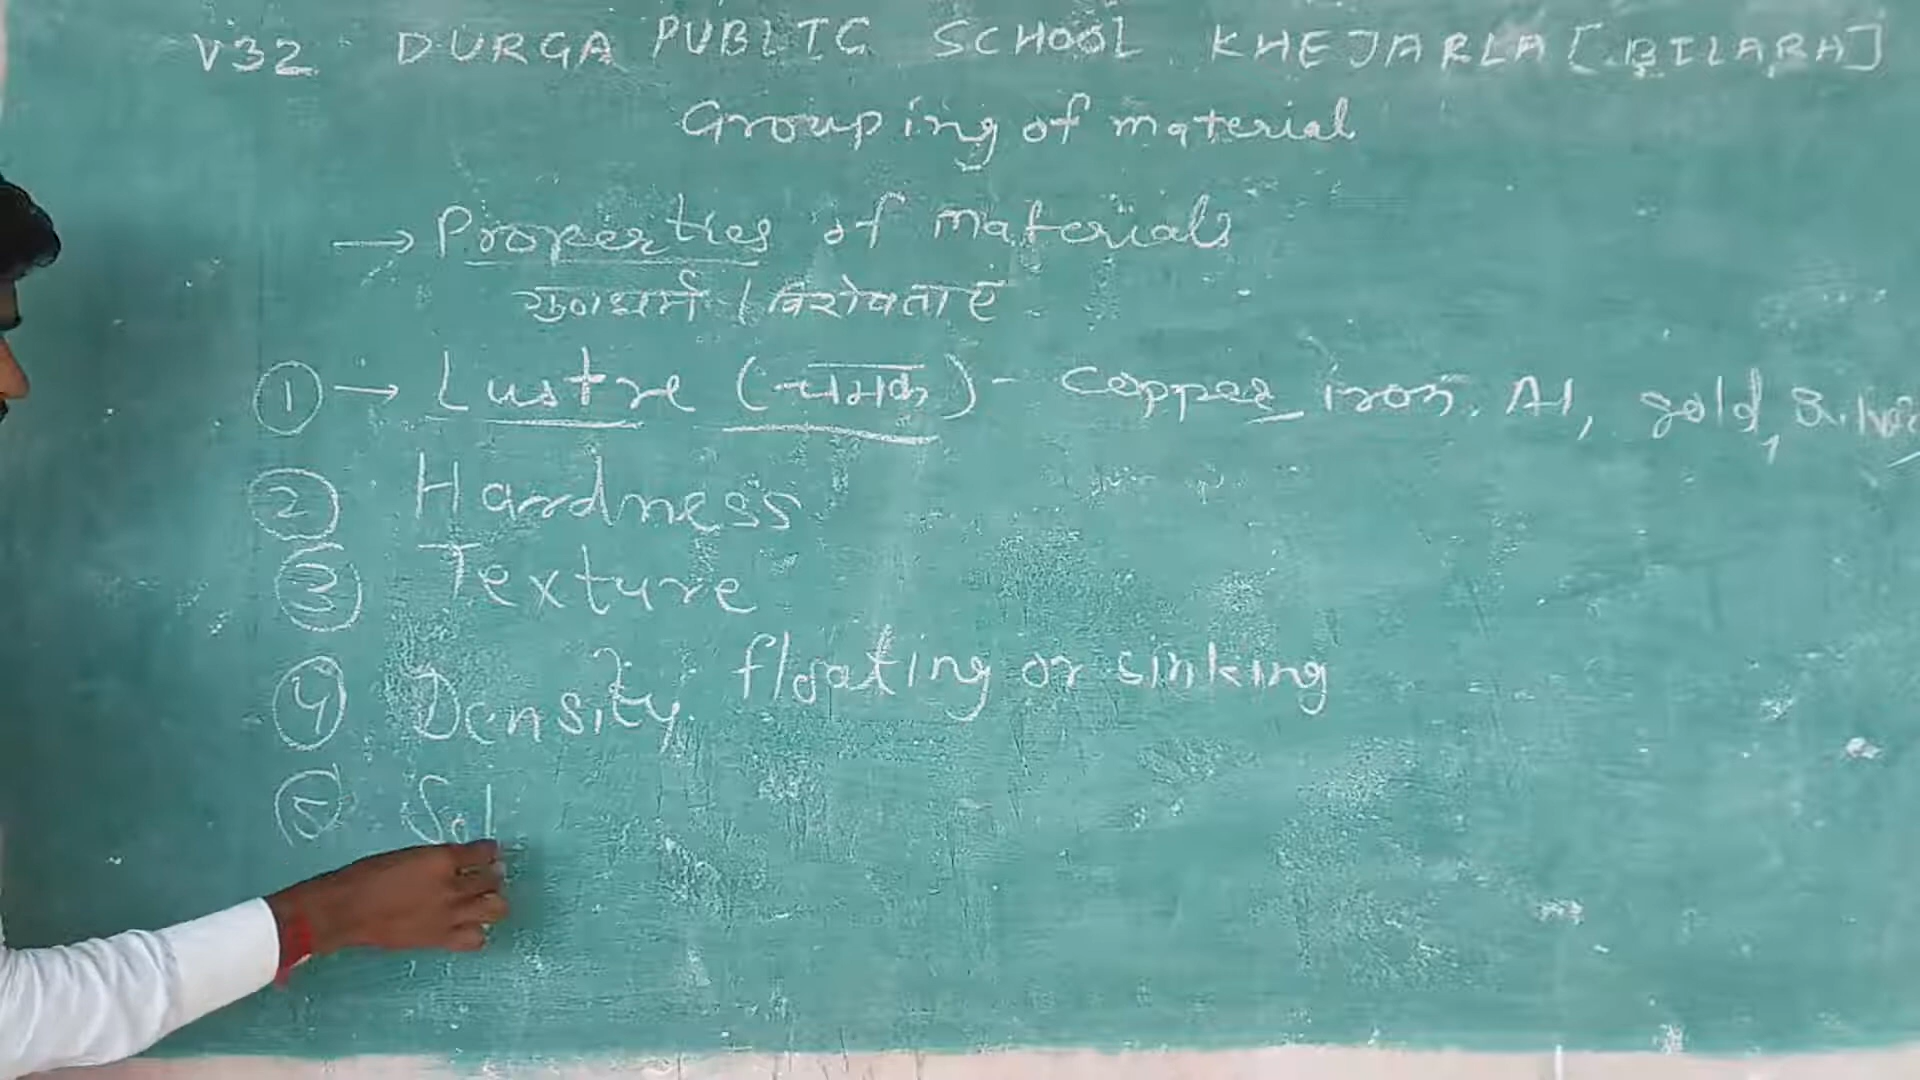 V32 DURGA PUBLIC SCHOOL KHEJARLA [BILARA]
Grouping of material
→ Properties of materials
गुणधर्म / विशेषताएं
① → Lustre (चमक) - copper iron, Al, gold, Silver
② Hardness
③ Texture
④ Density. floating or sinking
⑤ Sol